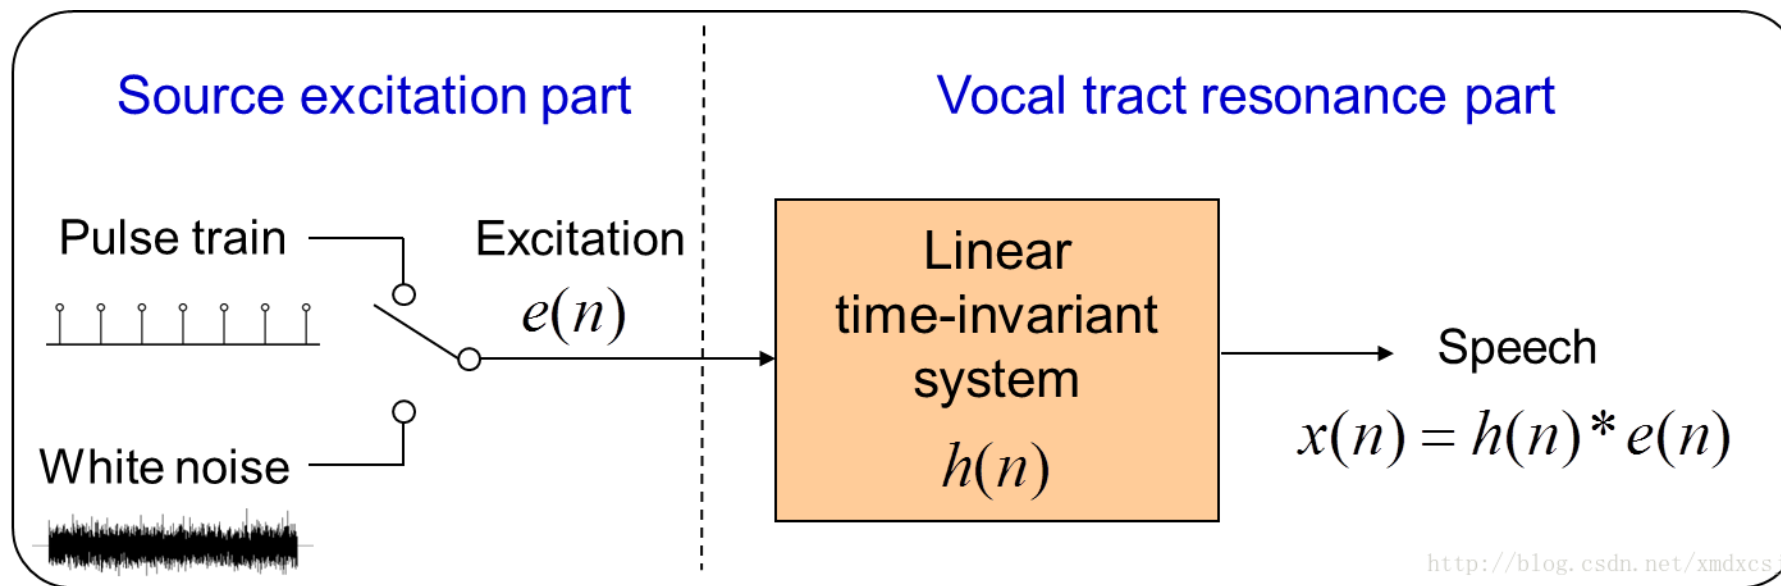 Source excitation part
Vocal tract resonance part
Pulse train
Excitation
e(n)
White noise
Linear
time-invariant
system
h(n)
Speech
x(n) = h(n) * e(n)
http://blog.csdn.net/xmdxcsj